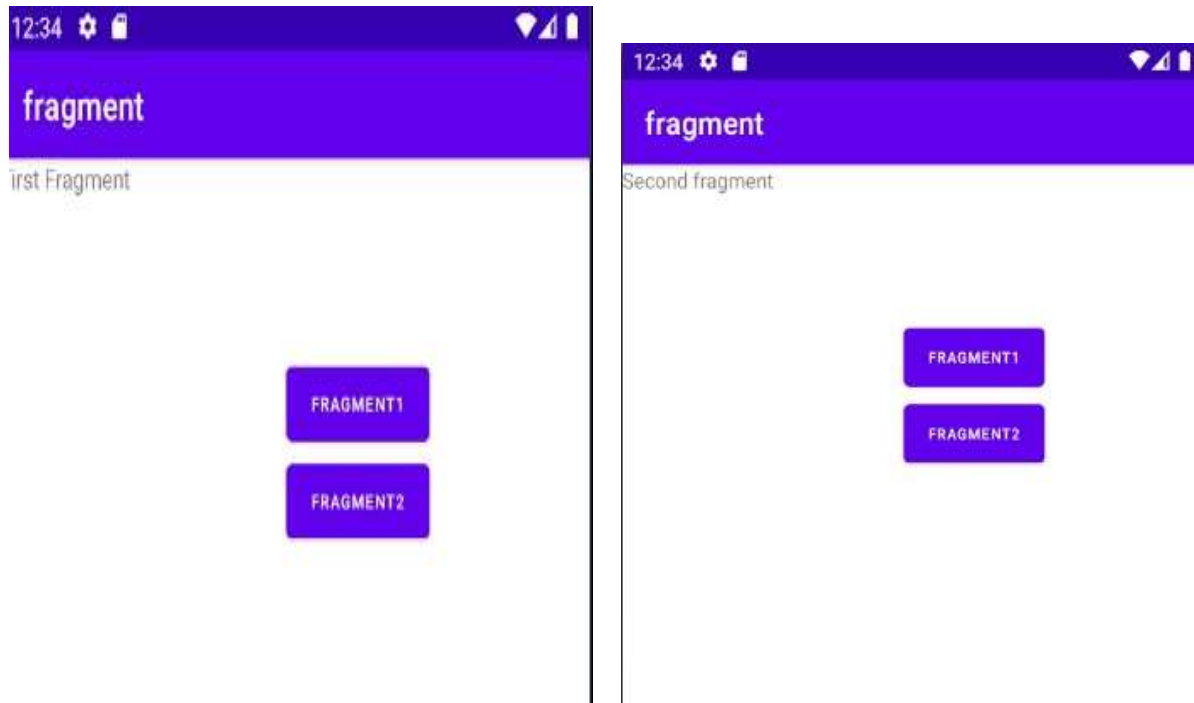 12:34
fragment
irst Fragment
FRAGMENT1
FRAGMENT2
12:34
fragment
Second fragment
FRAGMENT1
FRAGMENT2